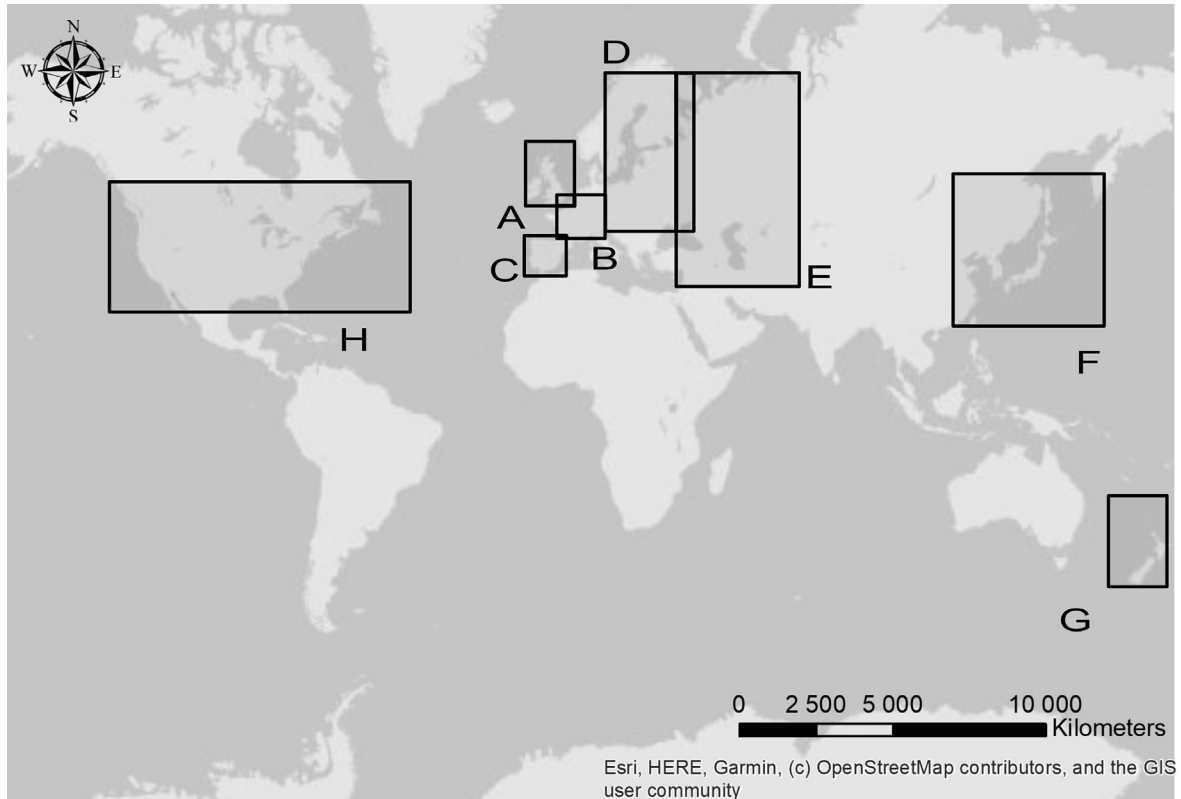 N
W E
S
D
A
B
C
E
H
F
G
0 2 500 5 000 10 000
Kilometers
Esri, HERE, Garmin, (c) OpenStreetMap contributors, and the GIS
user community